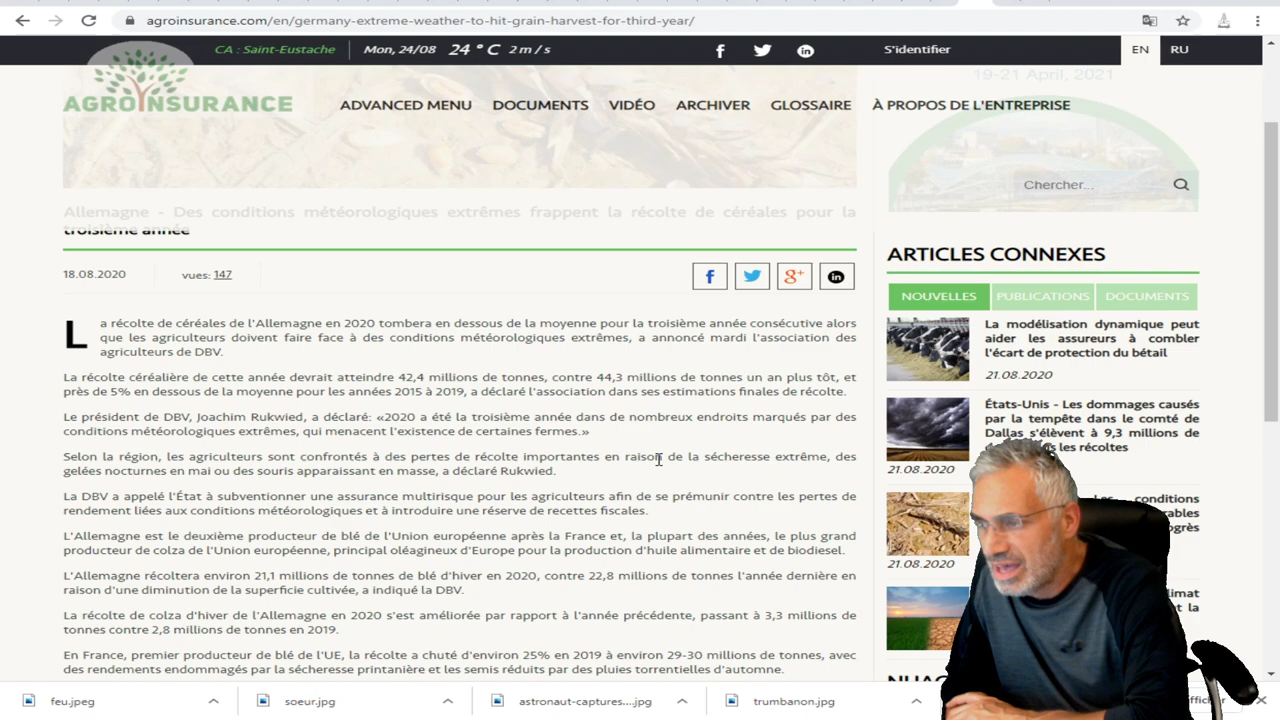 agroinsurance.com/en/germany-extreme-weather-to-hit-grain-harvest-for-third-year/
CA : Saint-Eustache
Mon, 24/08 24 °C 2 m/s
S'identifier
EN
RU
AGROINSURANCE
ADVANCED MENU
DOCUMENTS
VIDÉO
ARCHIVER
GLOSSAIRE
À PROPOS DE L'ENTREPRISE
19-21 April, 2021
Chercher...
Allemagne - Des conditions météorologiques extrêmes frappent la récolte de céréales pour la
troisième année
18.08.2020
vues: 147
La récolte de céréales de l'Allemagne en 2020 tombera en dessous de la moyenne pour la troisième année consécutive alors
que les agriculteurs doivent faire face à des conditions météorologiques extrêmes, a annoncé mardi l'association des
agriculteurs de DBV.
La récolte céréalière de cette année devrait atteindre 42,4 millions de tonnes, contre 44,3 millions de tonnes un an plus tôt, et
près de 5% en dessous de la moyenne pour les années 2015 à 2019, a déclaré l'association dans ses estimations finales de récolte.
Le président de DBV, Joachim Rukwied, a déclaré: «2020 a été la troisième année dans de nombreux endroits marqués par des
conditions météorologiques extrêmes, qui menacent l'existence de certaines fermes.»
Selon la région, les agriculteurs sont confrontés à des pertes de récolte importantes en raison de la sécheresse extrême, des
gelées nocturnes en mai ou des souris apparaissant en masse, a déclaré Rukwied.
La DBV a appelé l'État à subventionner une assurance multirisque pour les agriculteurs afin de se prémunir contre les pertes de
rendement liées aux conditions météorologiques et à introduire une réserve de recettes fiscales.
L'Allemagne est le deuxième producteur de blé de l'Union européenne après la France et, la plupart des années, le plus grand
producteur de colza de l'Union européenne, principal oléagineux d'Europe pour la production d'huile alimentaire et de biodiesel.
L'Allemagne récoltera environ 21,1 millions de tonnes de blé d'hiver en 2020, contre 22,8 millions de tonnes l'année dernière en
raison d'une diminution de la superficie cultivée, a indiqué la DBV.
La récolte de colza d'hiver de l'Allemagne en 2020 s'est améliorée par rapport à l'année précédente, passant à 3,3 millions de
tonnes contre 2,8 millions de tonnes en 2019.
En France, premier producteur de blé de l'UE, la récolte a chuté d'environ 25% en 2019 à environ 29-30 millions de tonnes, avec
des rendements endommagés par la sécheresse printanière et les semis réduits par des pluies torrentielles d'automne.
ARTICLES CONNEXES
NOUVELLES
PUBLICATIONS
DOCUMENTS
La modélisation dynamique peut
aider les assureurs à combler
l'écart de protection du bétail
21.08.2020
États-Unis - Les dommages causés
par la tempête dans le comté de
Dallas s'élèvent à 9,3 millions de
les récoltes
21.08.2020
conditions
21.08.2020
feu.jpeg
soeur.jpg
astronaut-captures....jpg
trumbanon.jpg